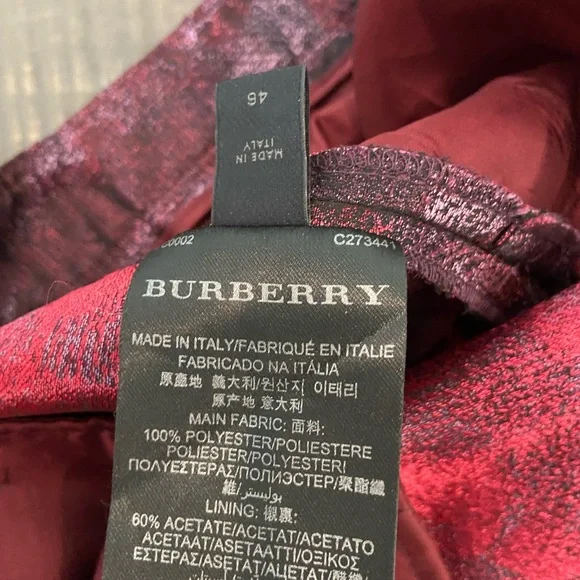 46
MADE IN
ITALY
C0002 C273441
BURBERRY
MADE IN ITALY/FABRIQUÉ EN ITALIE
FABRICADO NA ITÁLIA
原產地 義大利/원산지 이태리
原产地 意大利
MAIN FABRIC: 面料:
100% POLYESTER/POLIESTERE
POLIESTER/POLYESTER/
ΠΟΛΥΕΣΤΕΡΑΣ/ПОЛИЭСТЕР/聚酯纖
維/بوليستر
LINING: 襯裏:
60% ACETATE/ACETAT/ACETATO
ACETAAT/ASETAATTI/ΟΞΙΚΟΣ
ΕΣΤΕΡΑΣ/ASETAT/АЦЕТАТ/